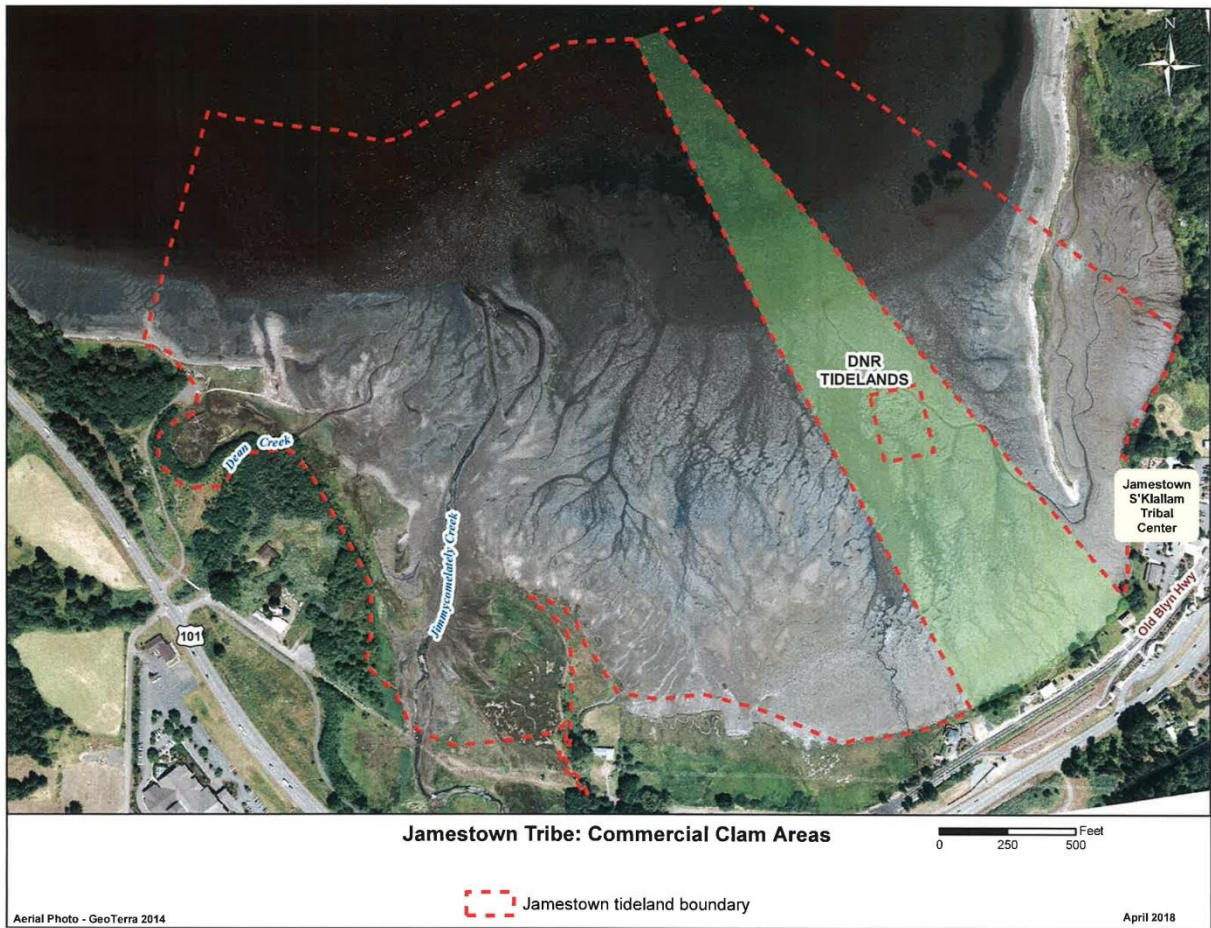 N
DNR
TIDELANDS
Dean Creek
Jimmycomelately Creek
Jamestown
S'Klallam
Tribal
Center
Old Blyn Hwy
101
Jamestown Tribe: Commercial Clam Areas
Feet
0 250 500
Jamestown tideland boundary
Aerial Photo - GeoTerra 2014
April 2018